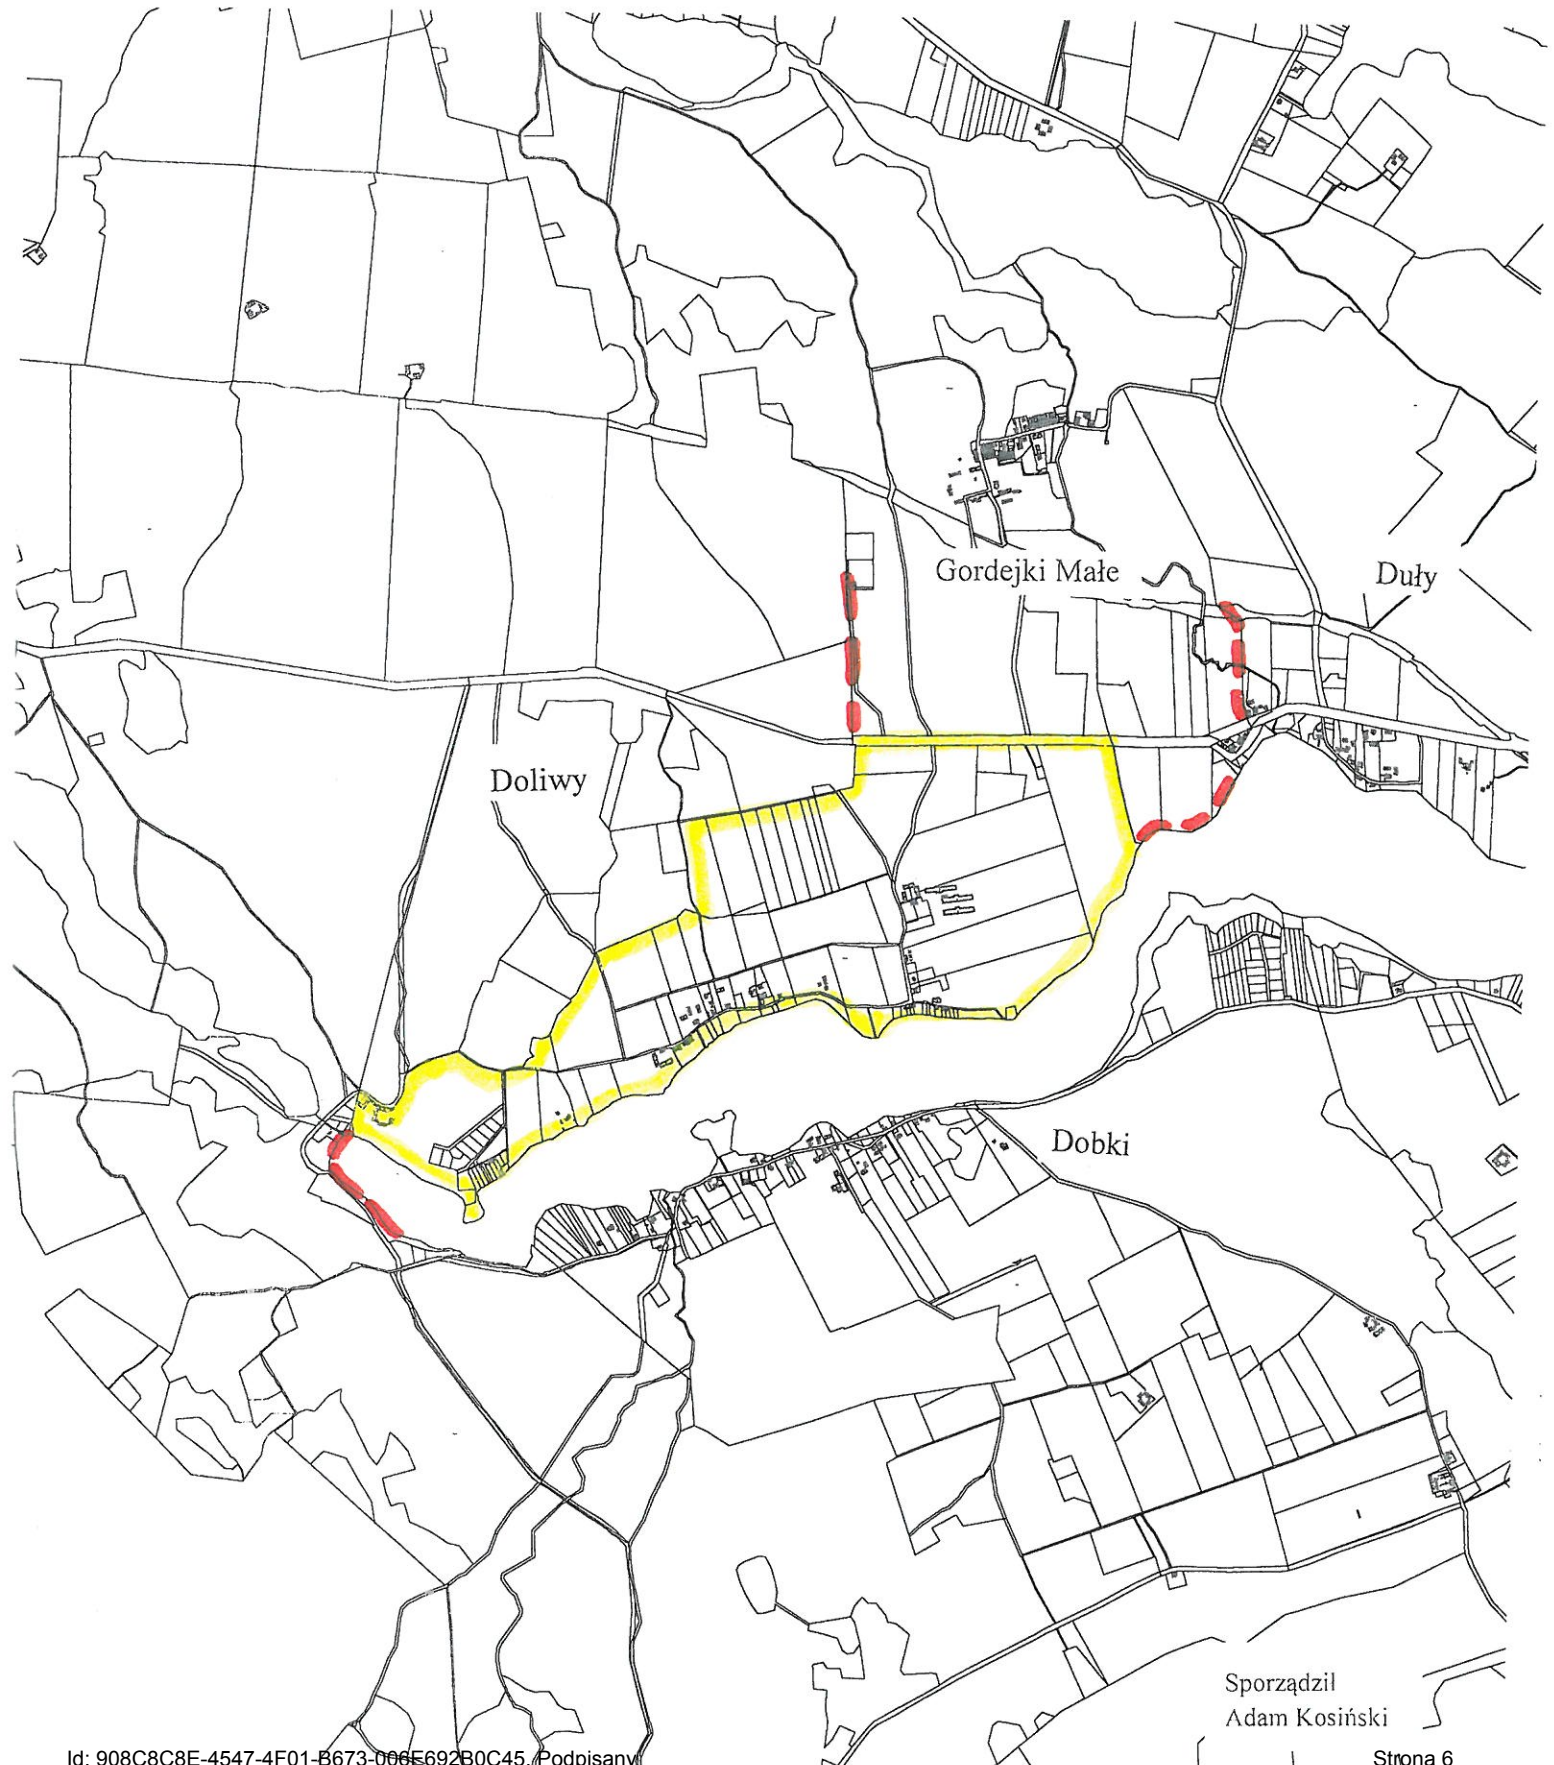 Gordejki Małe
Duły
Doliwy
Dobki
Sporządził
Adam Kosiński
Id: 908C8C8E-4547-4F01-B673-006E692B0C45. Podpisany
Strona 6